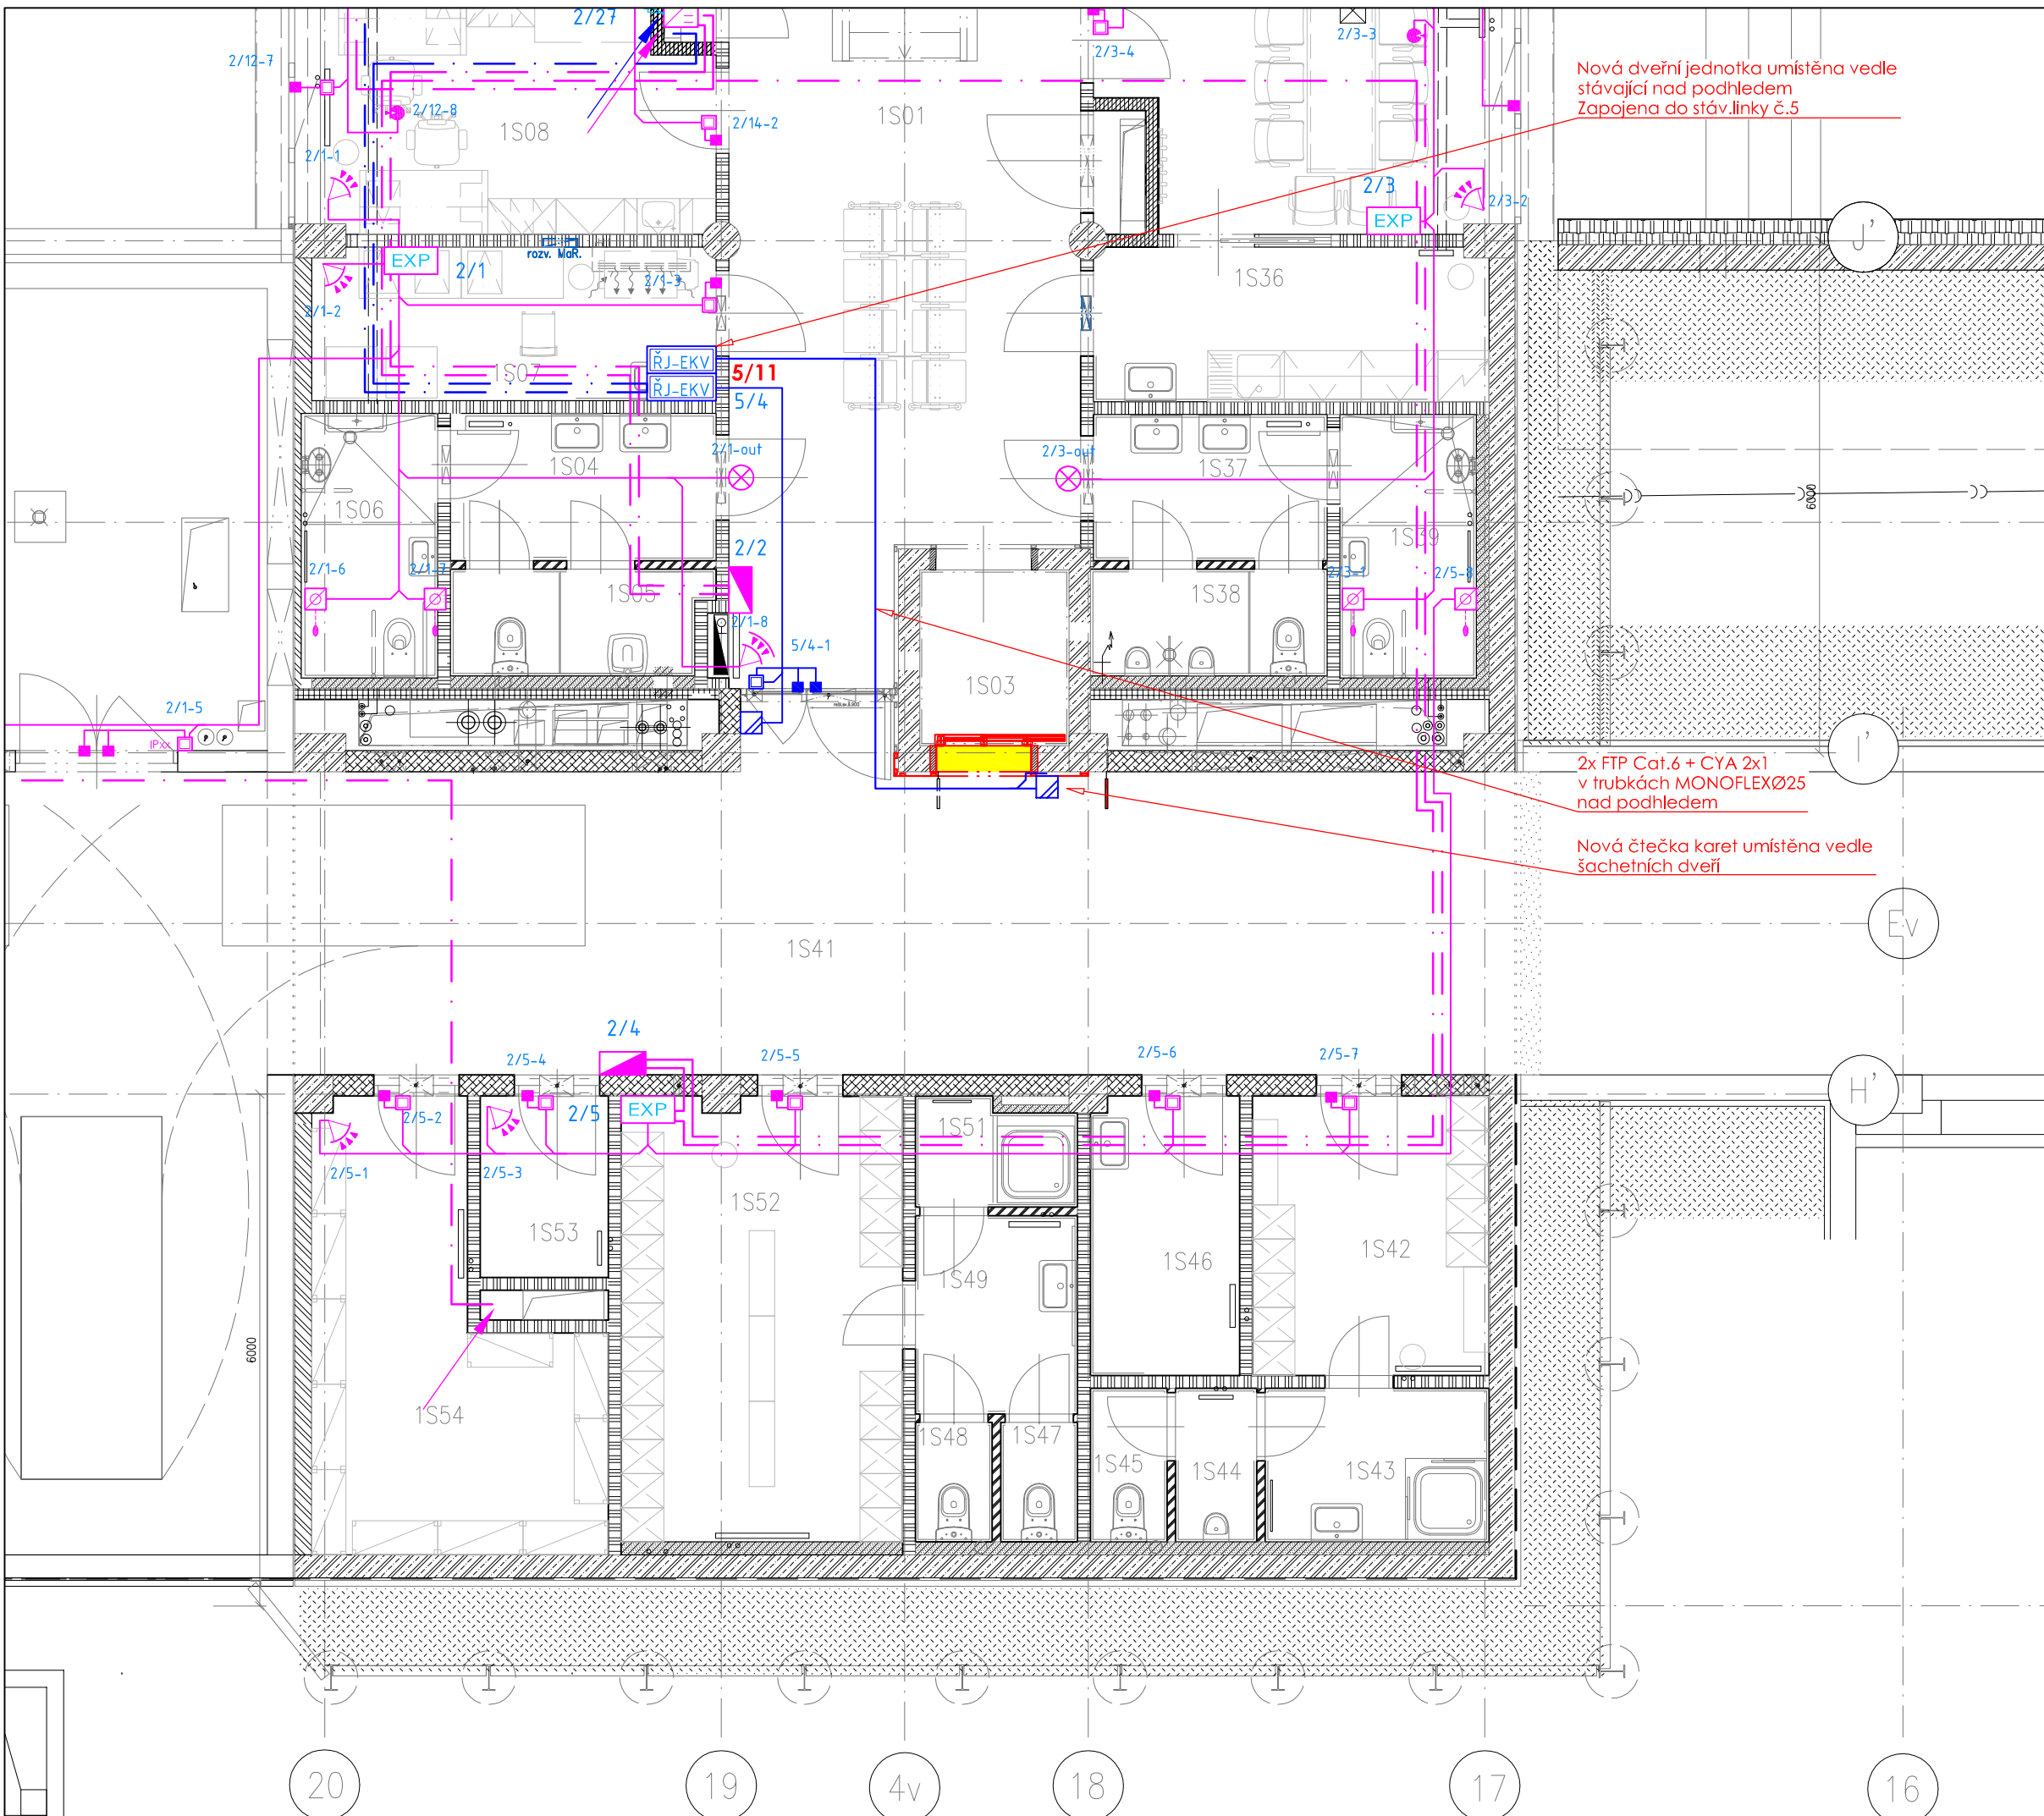 2/27
2/12-7
2/3-4
2/3-3
Nová dveřní jednotka umístěna vedle
stávající nad podhledem
Zapojena do stáv.linky č.5
2/12-8
1S08
2/14-2
1S01
2/1-1
2/3
2/3-2
EXP
J'
EXP
2/1
rozv. MaR.
2/1-3
1S36
2/1-2
ŘJ-EKV
1S07
5/11
ŘJ-EKV
5/4
2/1-out
2/3-out
1S04
1S37
1S06
6000
1S39
2/2
2/1-6
2/1-7
2/3-1
2/5-8
1S05
1S38
2/1-8
5/4-1
1S03
2/1-5
IPxx
I'
2x FTP Cat.6 + CYA 2x1
v trubkách MONOFLEXØ25
nad podhledem
Nová čtečka karet umístěna vedle
šachetních dveří
Ev
1S41
2/4
2/5-4
2/5-5
2/5-6
2/5-7
H'
2/5-2
2/5
EXP
1S51
2/5-1
2/5-3
1S52
1S53
1S46
1S42
1S49
6000
1S54
1S48
1S47
1S45
1S44
1S43
20
19
4v
18
17
16